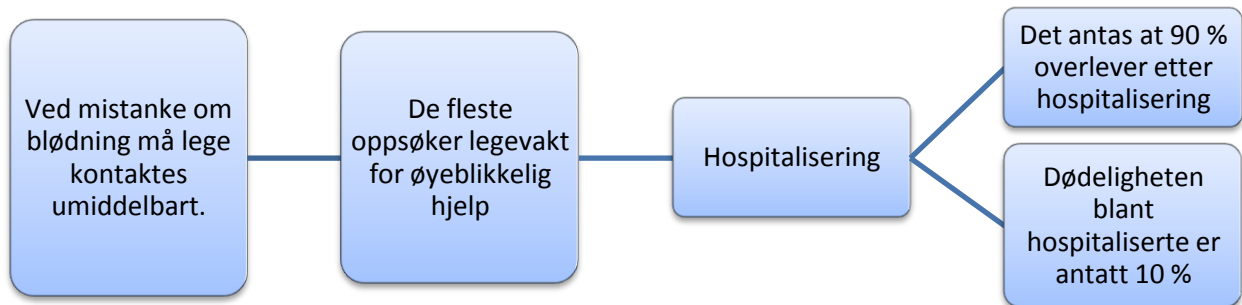 Ved mistanke om
blødning må lege
kontaktes
umiddelbart.
De fleste
oppsøker legevakt
for øyeblikkelig
hjelp
Hospitalisering
Det antas at 90 %
overlever etter
hospitalisering
Dødeligheten
blant
hospitaliserte er
antatt 10 %